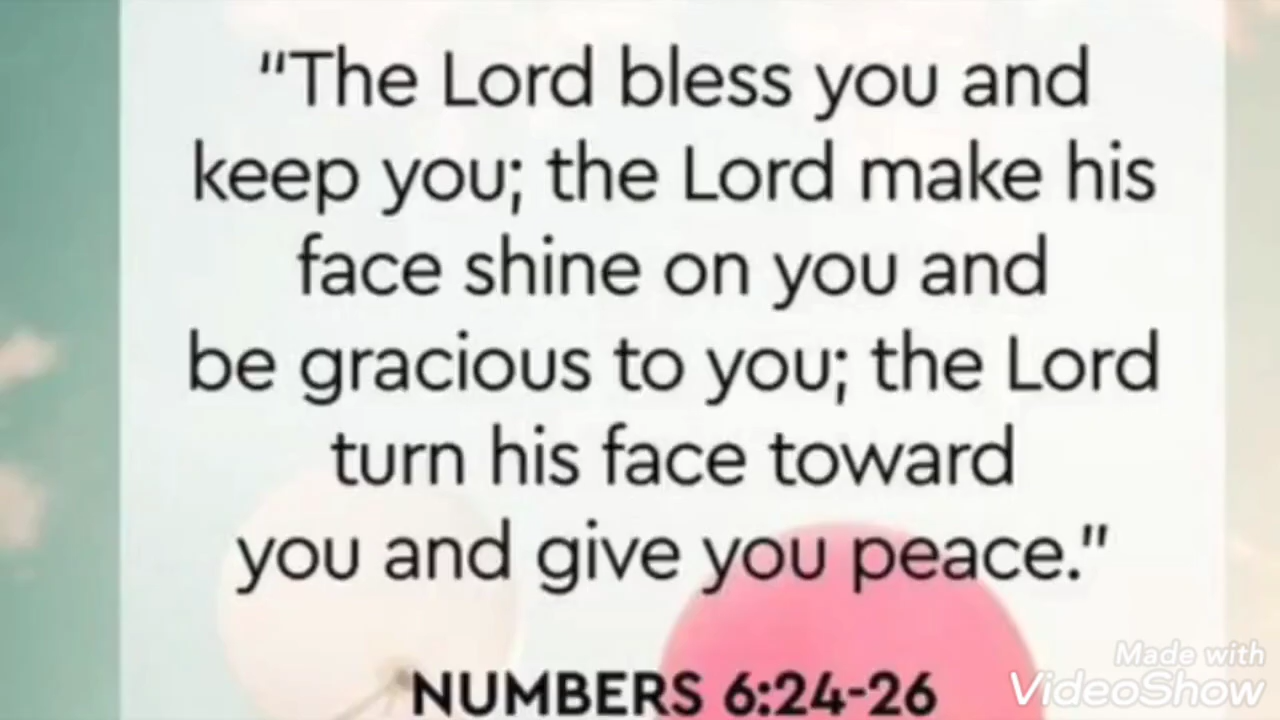 “The Lord bless you and
keep you; the Lord make his
face shine on you and
be gracious to you; the Lord
turn his face toward
you and give you peace.”
NUMBERS 6:24-26
Made with
VideoShow